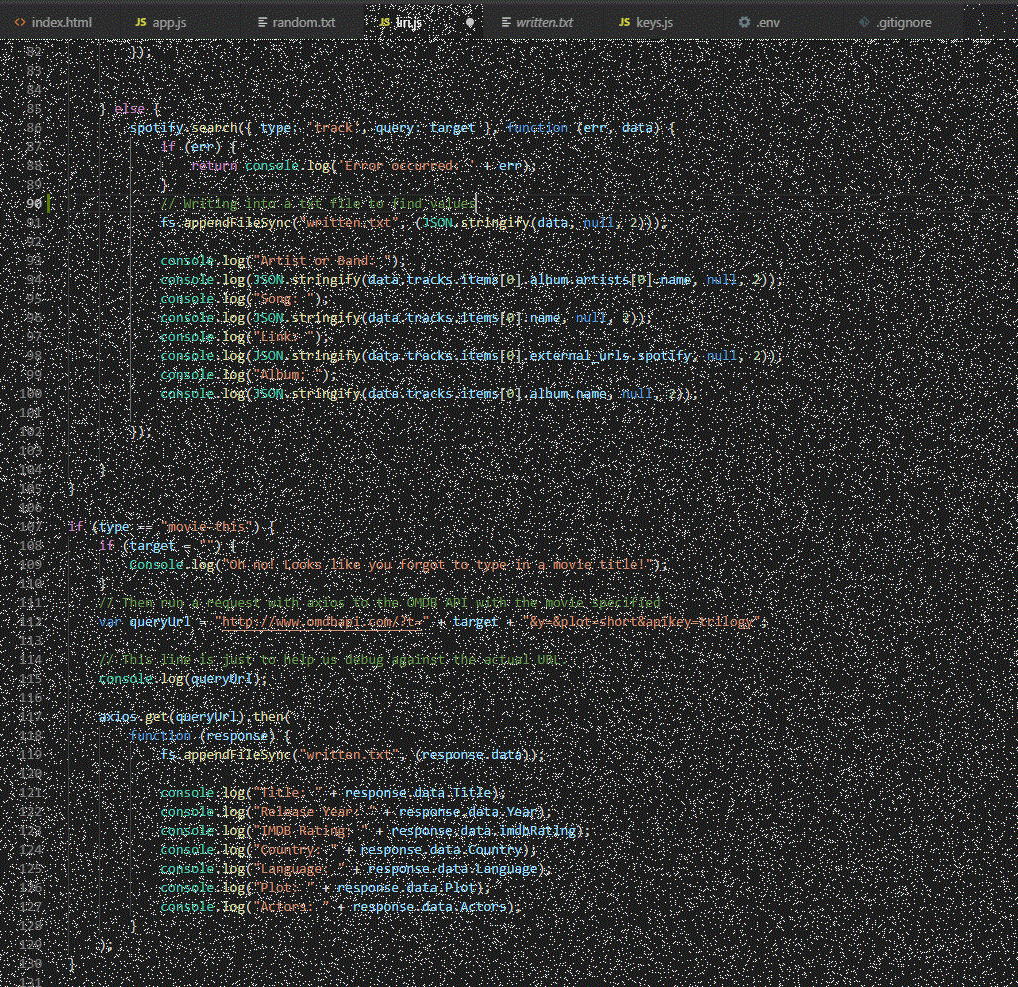 index.html app.js random.txt liri.js written.txt keys.js .env .gitignore
82 });
83
84
85 } else {
86 spotify.search({ type: "track", query: target }, function (err, data) {
87 if (err) {
88 return console.log("Error occurred: " + err);
89 }
90 // Writing into a txt file to find values
91 fs.appendFileSync("written.txt", (JSON.stringify(data, null, 2)));
92
93 console.log("Artist or Band: ");
94 console.log(JSON.stringify(data.tracks.items[0].album.artists[0].name, null, 2));
95 console.log("Song: ");
96 console.log(JSON.stringify(data.tracks.items[0].name, null, 2));
97 console.log("Link: ");
98 console.log(JSON.stringify(data.tracks.items[0].external_urls.spotify, null, 2));
99 console.log("Album: ");
100 console.log(JSON.stringify(data.tracks.items[0].album.name, null, 2));
101
102 });
103
104 }
105 }
106
107 if (type == "movie-this") {
108 if (target = "") {
109 Console.log("Oh no! Looks like you forgot to type in a movie title!");
110 }
111 // Then run a request with axios to the OMDB API with the movie specified
112 var queryUrl = "http://www.omdbapi.com/?t=" + target + "&y=&plot=short&apikey=trilogy";
113
114 // This line is just to help us debug against the actual URL
115 console.log(queryUrl);
116
117 axios.get(queryUrl).then(
118 function (response) {
119 fs.appendFileSync("written.txt", (response.data));
120
121 console.log("Title: " + response.data.Title);
122 console.log("Release Year: " + response.data.Year);
123 console.log("IMDB Rating: " + response.data.imdbRating);
124 console.log("Country: " + response.data.Country);
125 console.log("Language: " + response.data.Language);
126 console.log("Plot: " + response.data.Plot);
127 console.log("Actors: " + response.data.Actors);
128 }
129 );
130 }
131